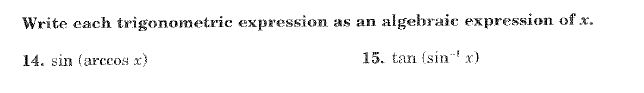 Write each trigonometric expression as an algebraic expression of x.
14. sin (arccos x)
15. tan (sin⁻¹ x)